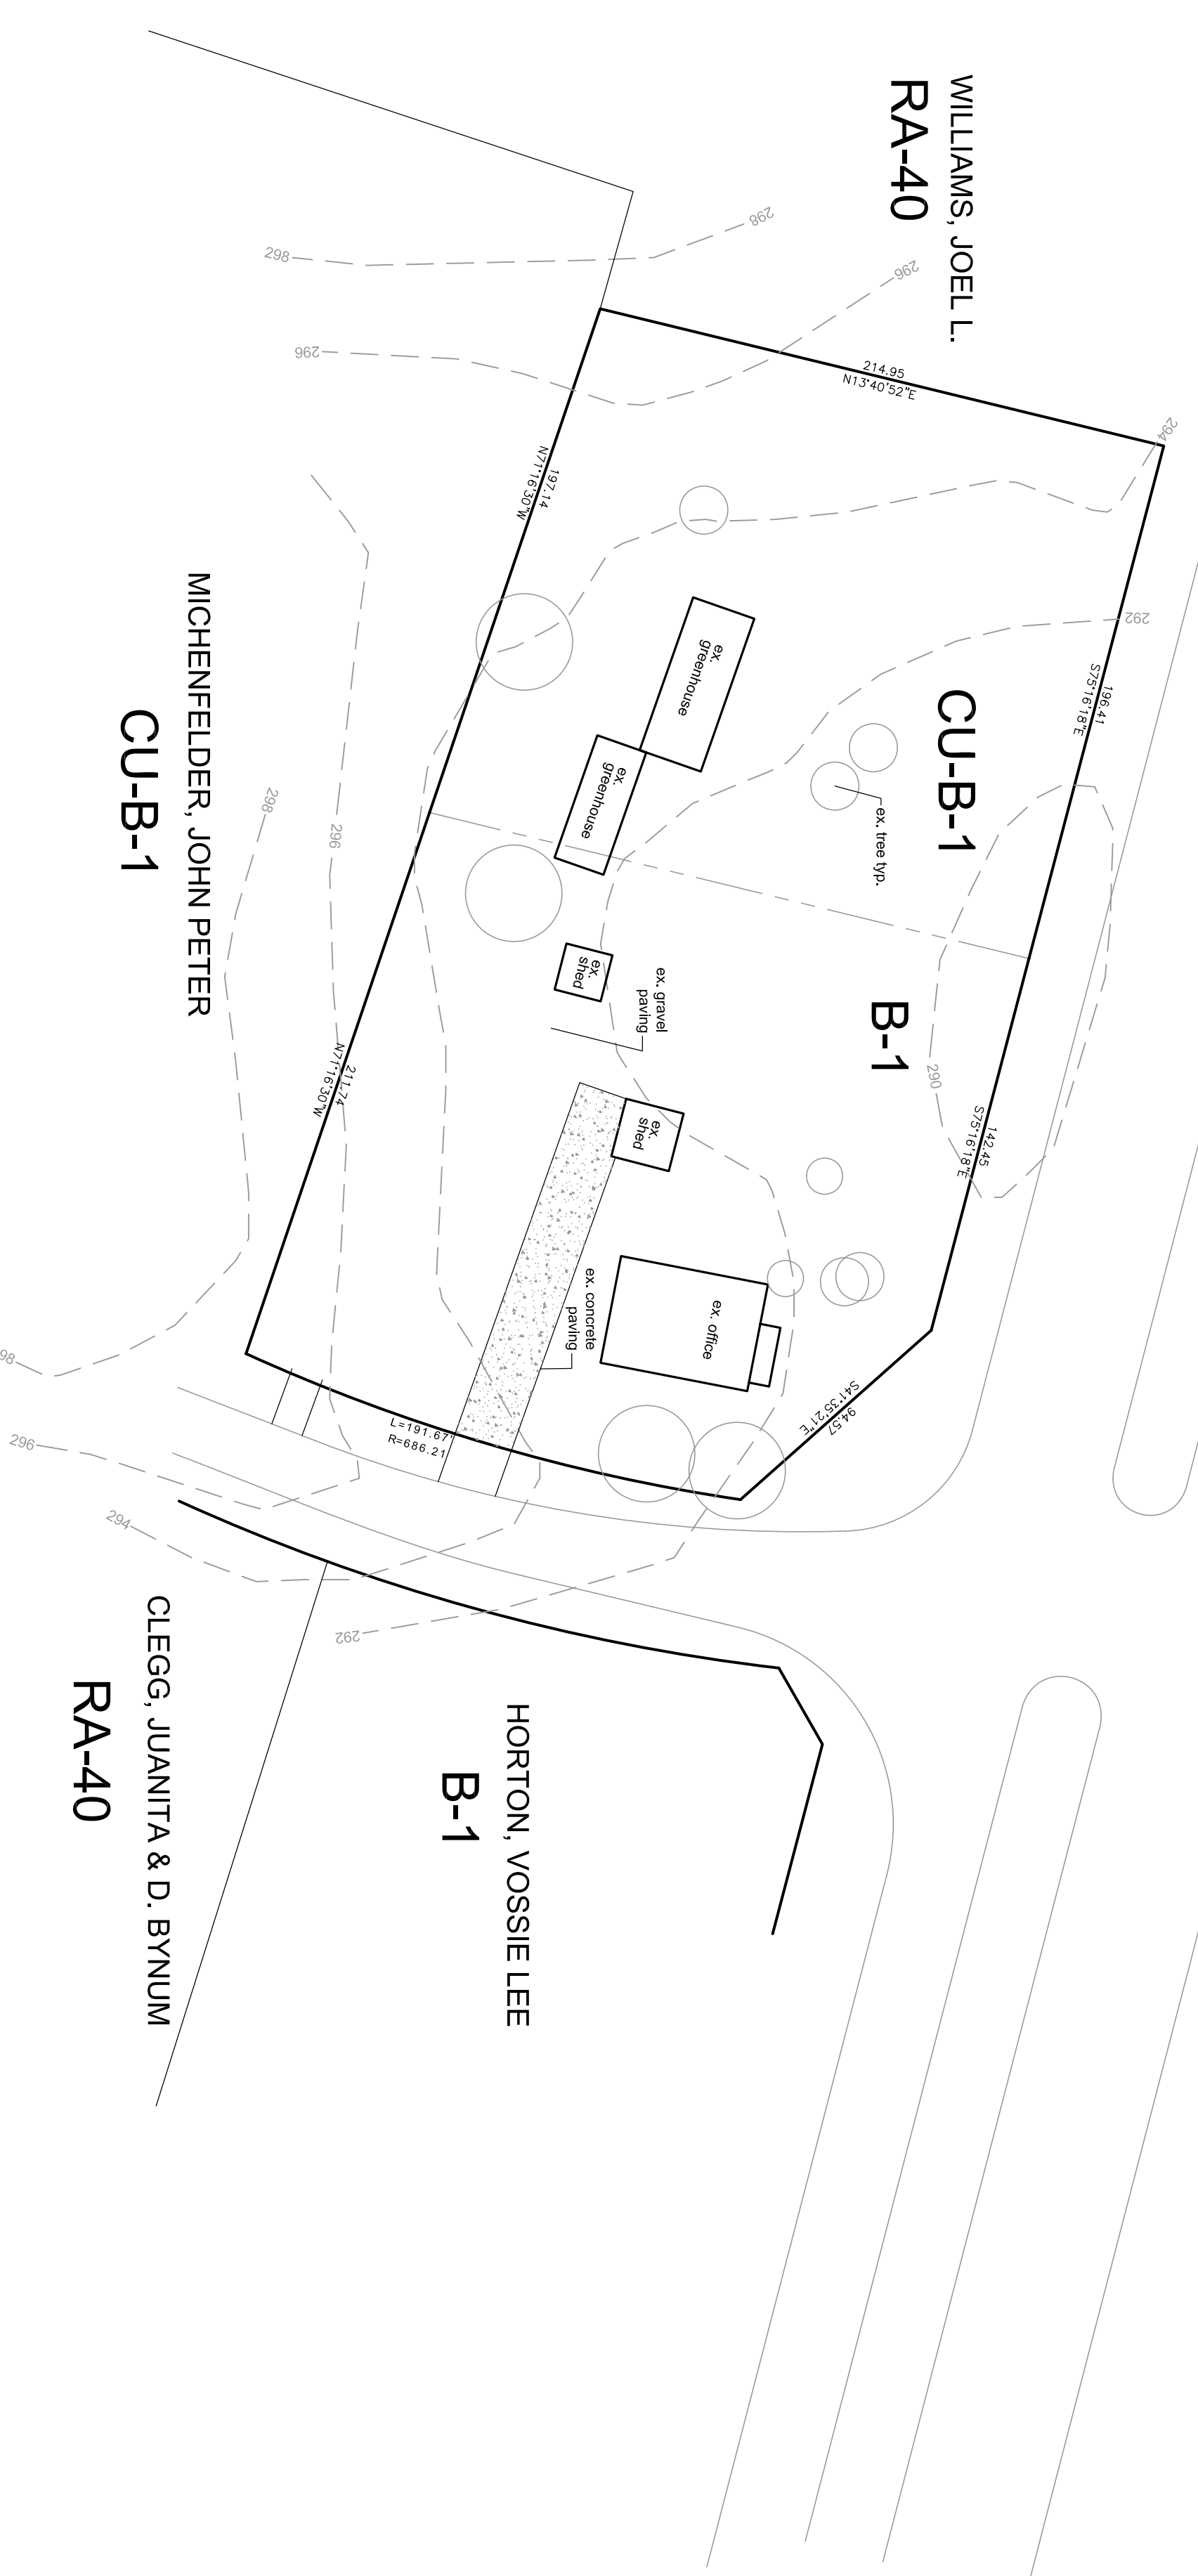 WILLIAMS, JOEL L.
RA-40
298
298
296
296
294
214.95
N13°40'52"E
197.14
N71°16'30"W
292
196.41
S75°16'18"E
CU-B-1
ex.
greenhouse
ex.
greenhouse
ex. tree typ.
MICHENFELDER, JOHN PETER
CU-B-1
298
296
ex.
shed
ex. gravel
paving
B-1
290
211.74
N71°16'30"W
142.45
S75°16'18"E
ex.
shed
ex. concrete
paving
ex. office
S41°35'21"E
94.57
L=191.67'
R=686.21
98
296
294
292
CLEGG, JUANITA & D. BYNUM
RA-40
HORTON, VOSSIE LEE
B-1